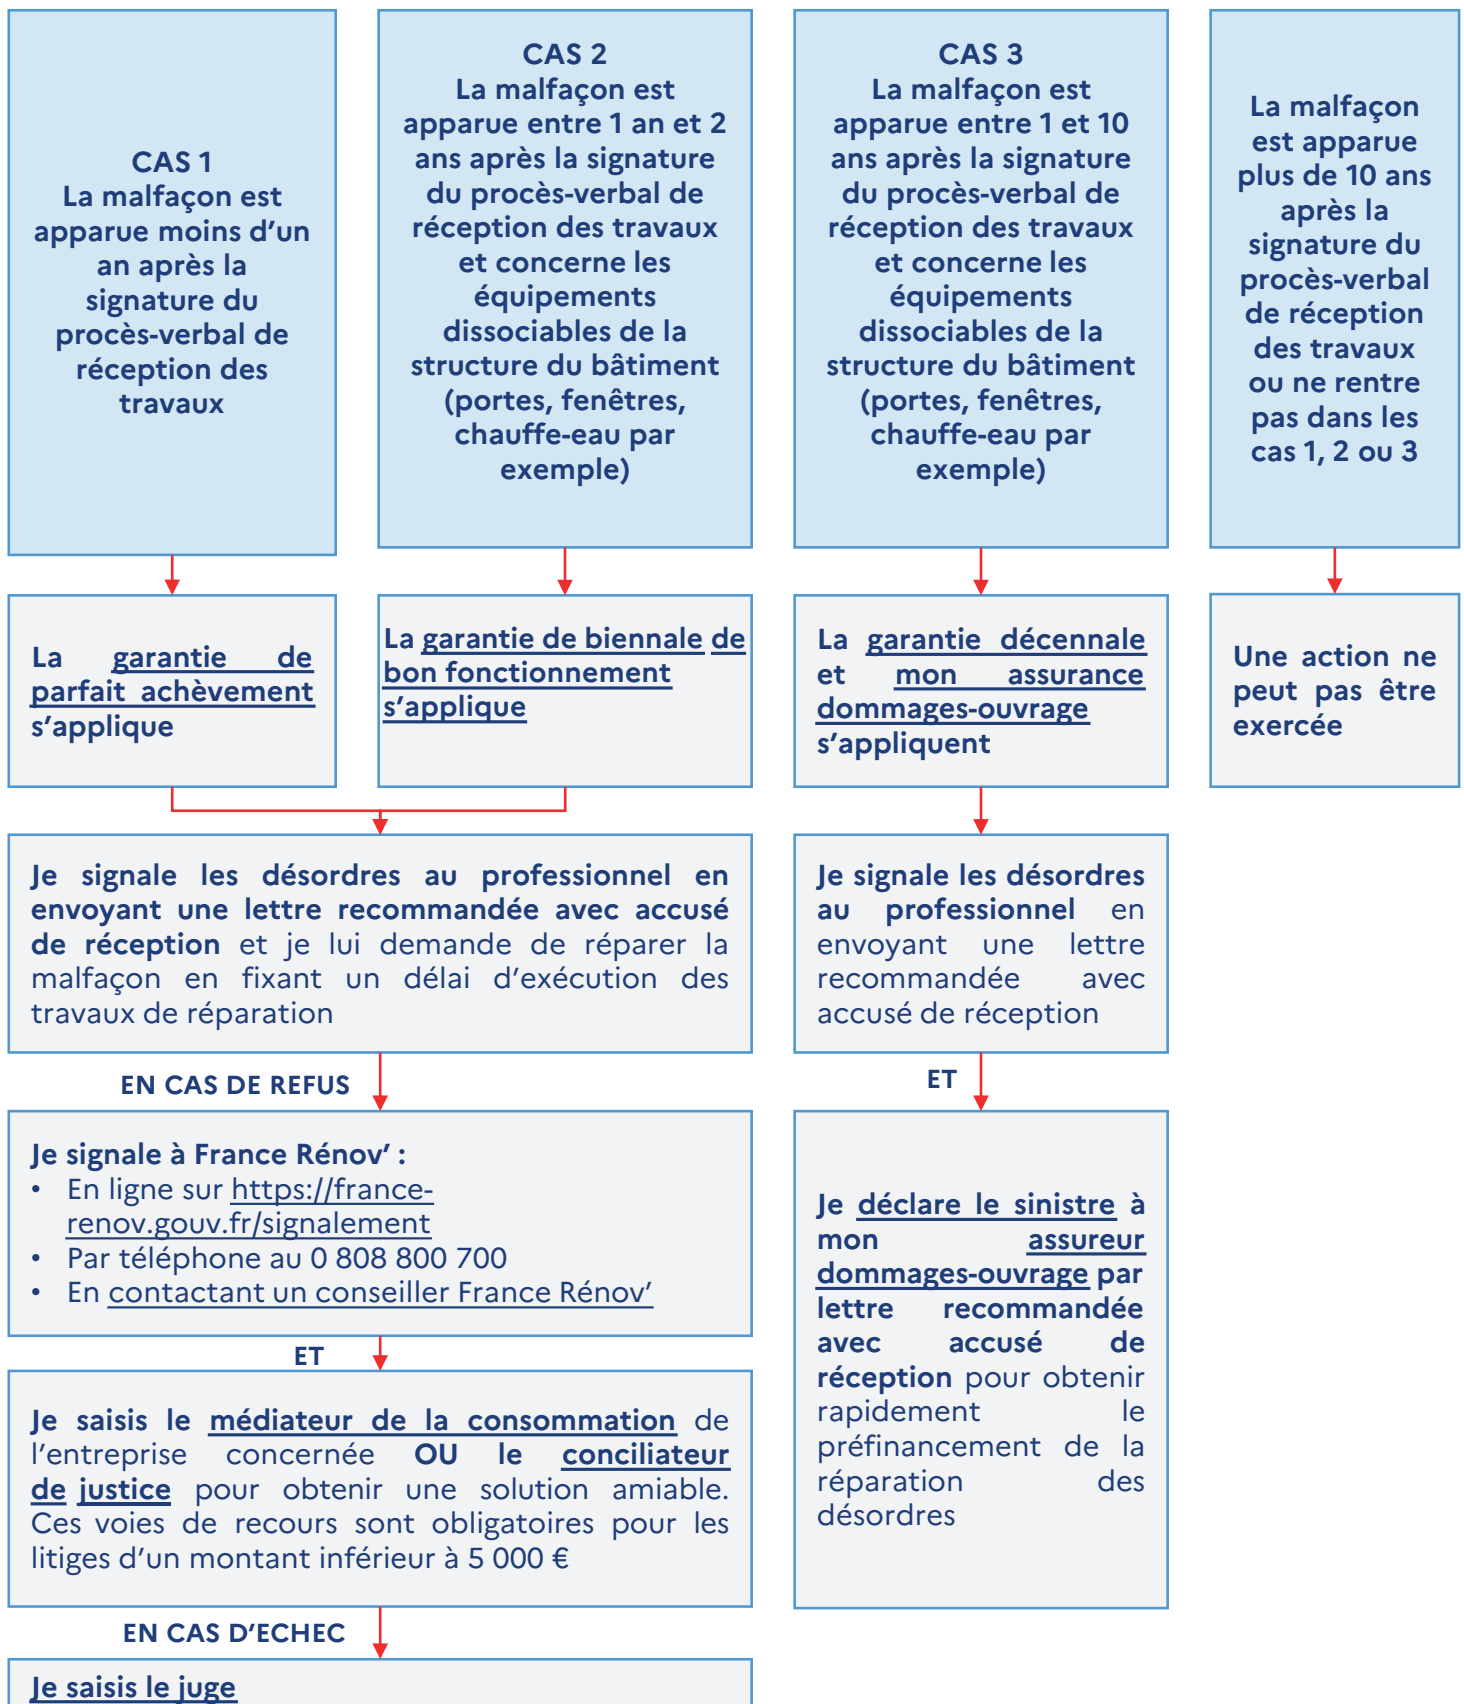 CAS 1
La malfaçon est
apparue moins d'un
an après la
signature du
procès-verbal de
réception des
travaux
CAS 2
La malfaçon est
apparue entre 1 an et 2
ans après la signature
du procès-verbal de
réception des travaux
et concerne les
équipements
dissociables de la
structure du bâtiment
(portes, fenêtres,
chauffe-eau par
exemple)
CAS 3
La malfaçon est
apparue entre 1 et 10
ans après la signature
du procès-verbal de
réception des travaux
et concerne les
équipements
dissociables de la
structure du bâtiment
(portes, fenêtres,
chauffe-eau par
exemple)
La malfaçon
est apparue
plus de 10 ans
après la
signature du
procès-verbal
de réception
des travaux
ou ne rentre
pas dans les
cas 1, 2 ou 3
La garantie de
parfait achèvement
s'applique
La garantie de biennale de
bon fonctionnement
s'applique
La garantie décennale
et mon assurance
dommages-ouvrage
s'appliquent
Une action ne
peut pas être
exercée
Je signale les désordres au professionnel en
envoyant une lettre recommandée avec accusé
de réception et je lui demande de réparer la
malfaçon en fixant un délai d'exécution des
travaux de réparation
Je signale les désordres
au professionnel en
envoyant une lettre
recommandée avec
accusé de réception
EN CAS DE REFUS
ET
Je signale à France Rénov' :
• En ligne sur https://france-
renov.gouv.fr/signalement
• Par téléphone au 0 808 800 700
• En contactant un conseiller France Rénov'
Je déclare le sinistre à
mon assureur
dommages-ouvrage par
lettre recommandée
avec accusé de
réception pour obtenir
rapidement le
préfinancement de la
réparation des
désordres
ET
Je saisis le médiateur de la consommation de
l'entreprise concernée OU le conciliateur
de justice pour obtenir une solution amiable.
Ces voies de recours sont obligatoires pour les
litiges d'un montant inférieur à 5 000 €
EN CAS D'ECHEC
Je saisis le juge